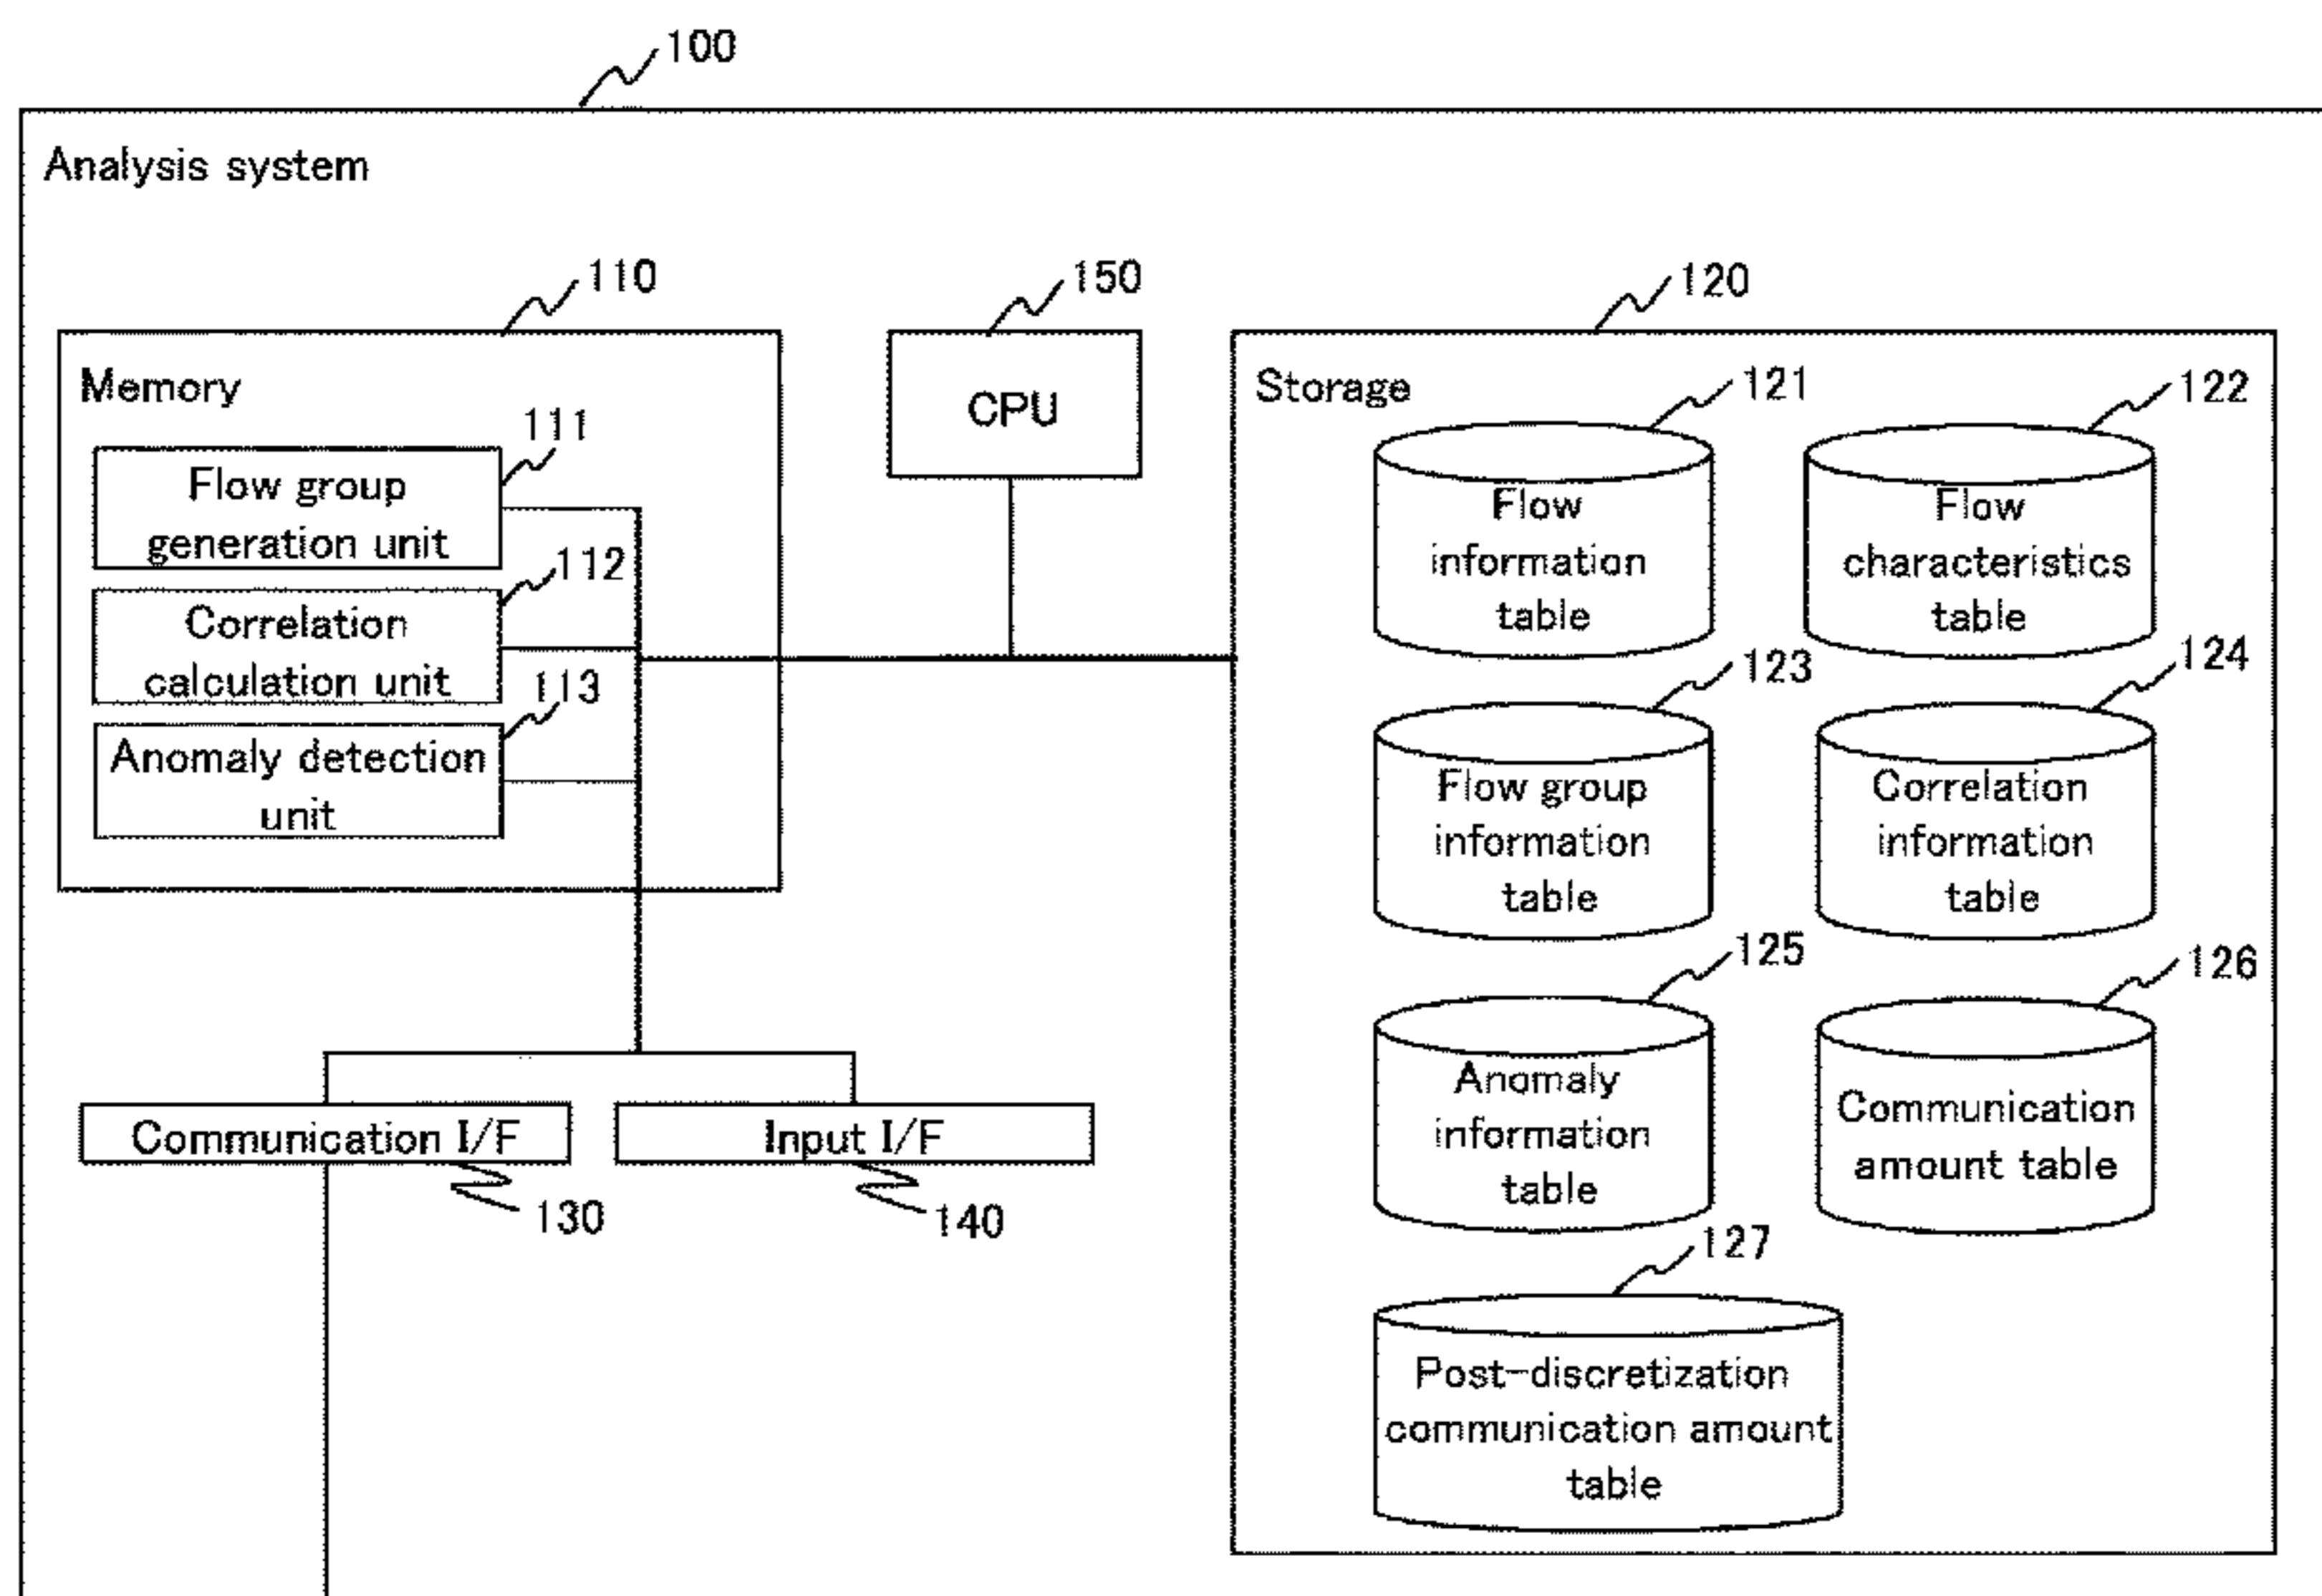 100
Analysis system
110
150
120
Memory
CPU
Storage
111
121
122
Flow group
generation unit
Flow
information
table
Flow
characteristics
table
112
Correlation
calculation unit
113
123
124
Anomaly detection
unit
Flow group
information
table
Correlation
information
table
125
126
Anomaly
information
table
Communication
amount table
Communication I/F
Input I/F
130
140
127
Post-discretization
communication amount
table